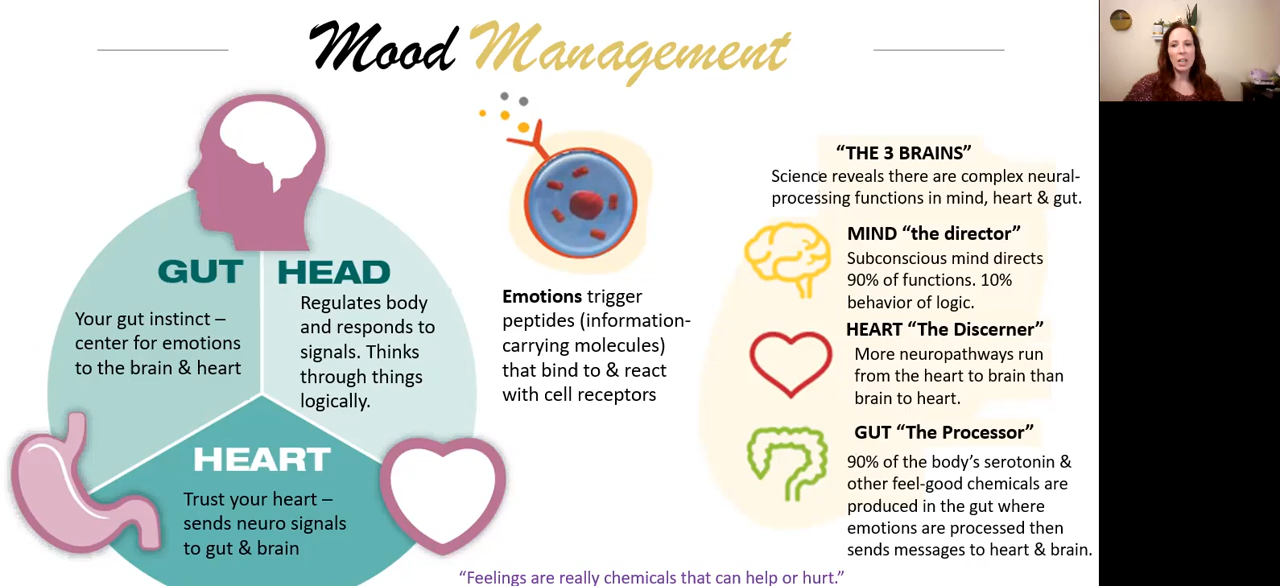 Mood Management
GUT
Your gut instinct –
center for emotions
to the brain & heart
HEAD
Regulates body
and responds to
signals. Thinks
through things
logically.
HEART
Trust your heart –
sends neuro signals
to gut & brain
Emotions trigger
peptides (information-
carrying molecules)
that bind to & react
with cell receptors
“THE 3 BRAINS”
Science reveals there are complex neural-
processing functions in mind, heart & gut.
MIND “the director”
Subconscious mind directs
90% of functions. 10%
behavior of logic.
HEART “The Discerner”
More neuropathways run
from the heart to brain than
brain to heart.
GUT “The Processor”
90% of the body’s serotonin &
other feel-good chemicals are
produced in the gut where
emotions are processed then
sends messages to heart & brain.
“Feelings are really chemicals that can help or hurt.”